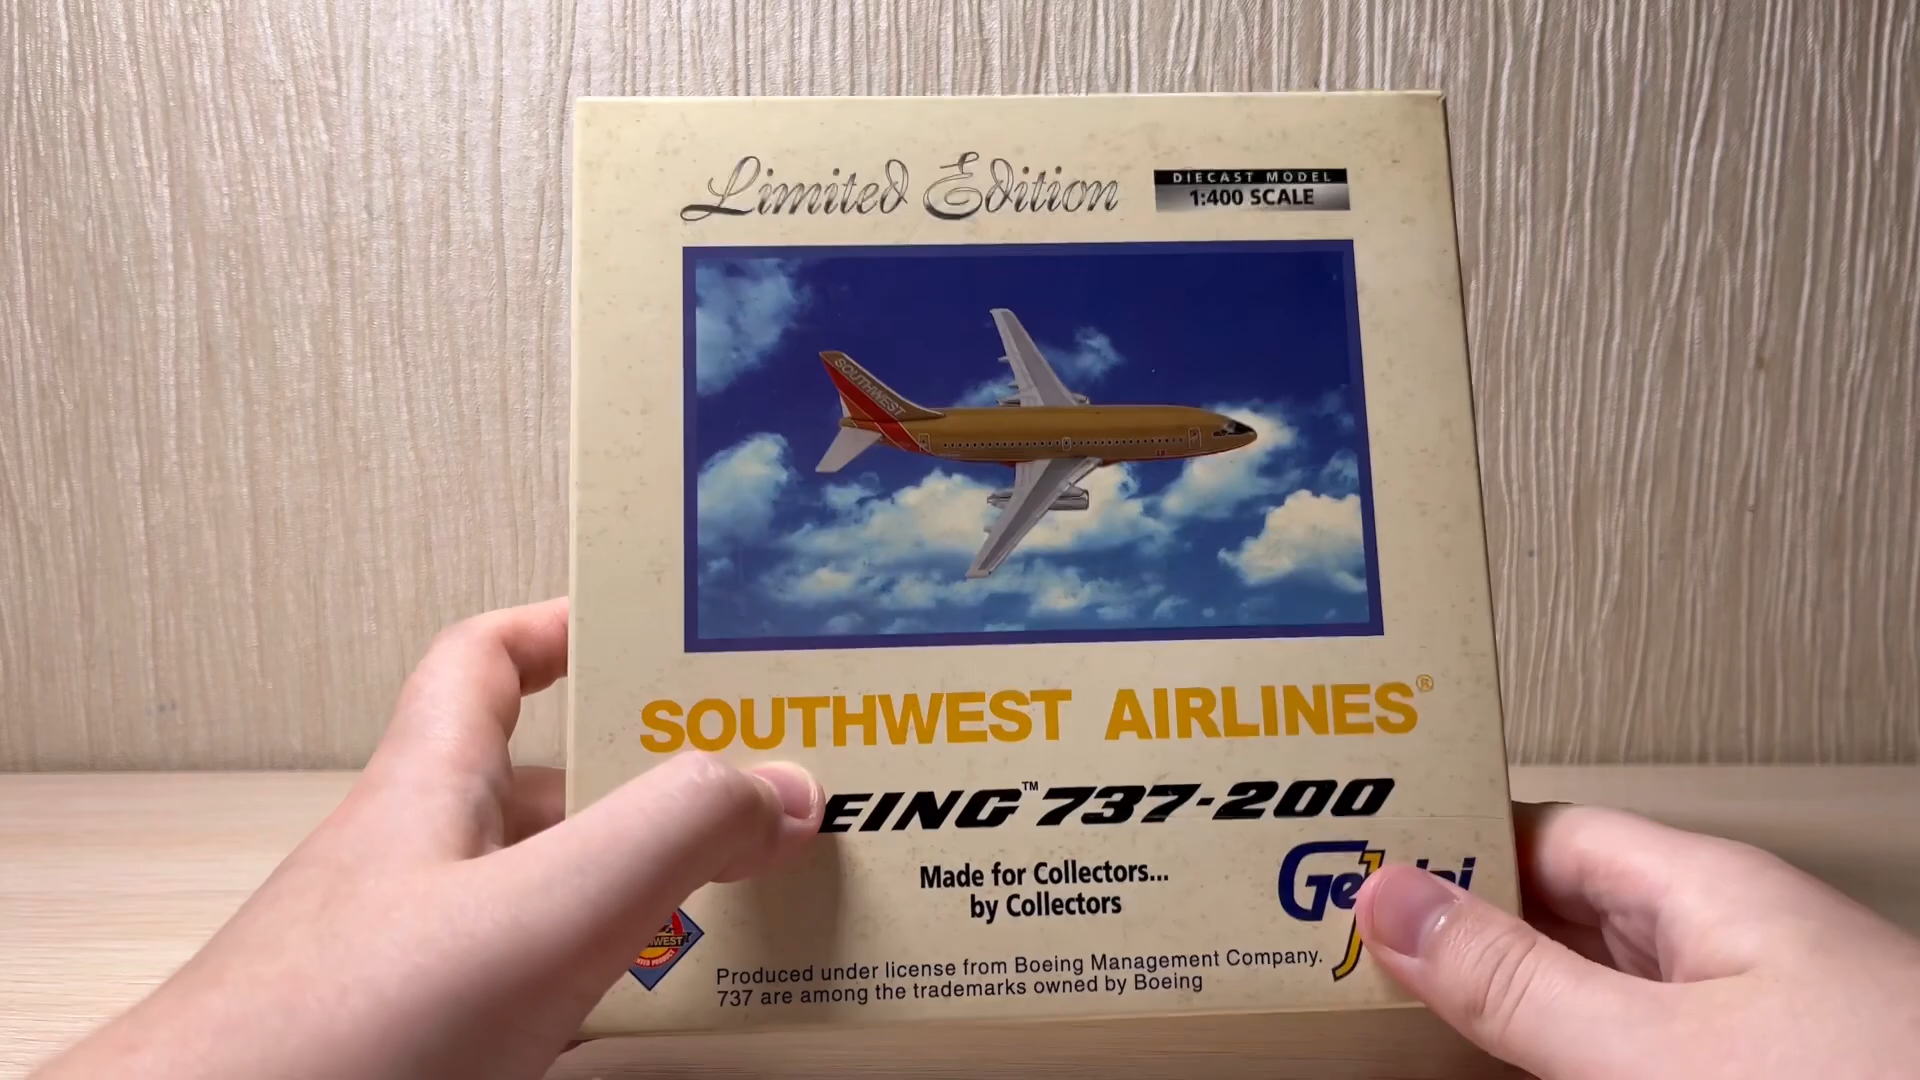 Limited Edition
DIECAST MODEL
1:400 SCALE
SOUTHWEST
SOUTHWEST AIRLINES®
EING™ 737-200
Made for Collectors...
by Collectors
Produced under license from Boeing Management Company.
737 are among the trademarks owned by Boeing